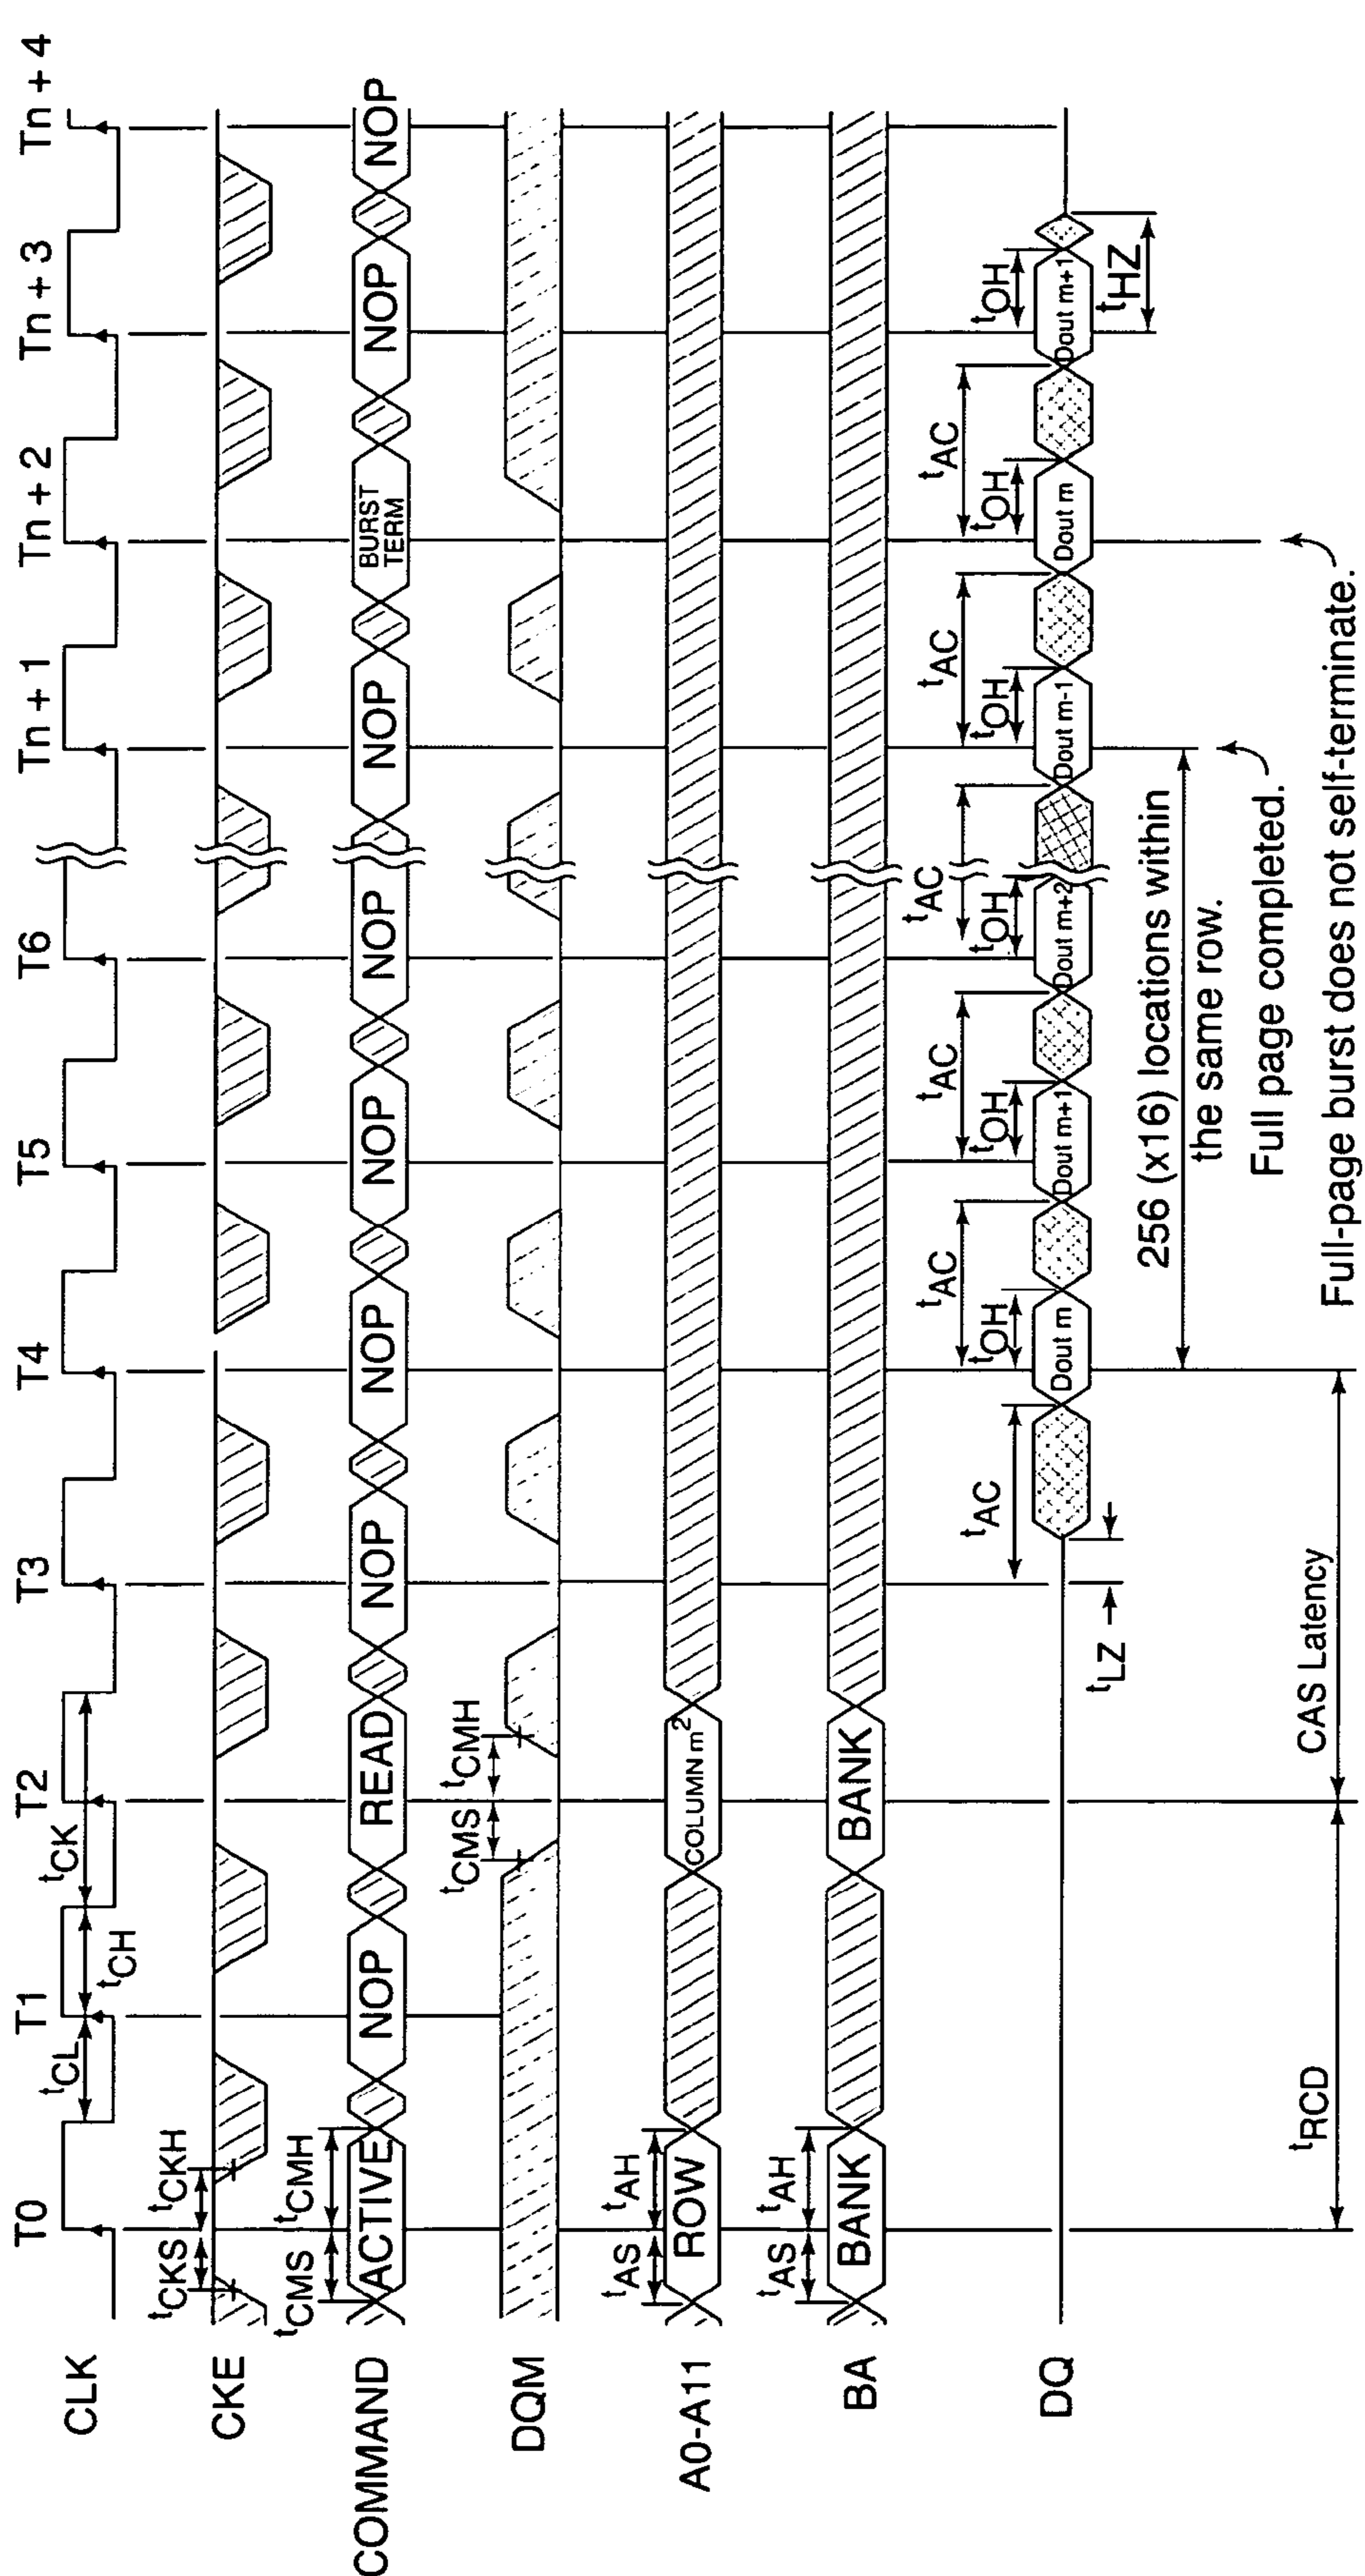 T0 T1 T2 T3 T4 T5 T6 Tn + 1 Tn + 2 Tn + 3 Tn + 4
CLK
tCL tCH tCK
CKE
tCKS tCKH
COMMAND
tCMS tCMH
ACTIVE NOP READ NOP NOP NOP NOP NOP BURST TERM NOP NOP
DQM
tCMS tCMH
A0-A11
tAS tAH
ROW COLUMN m2
BA
tAS tAH
BANK BANK
DQ
tAC tAC tAC tAC tAC tAC
tOH tOH tOH tOH tOH tOH
Dout m Dout m+1 Dout m+2 Dout m-1 Dout m Dout m+1
tLZ tHZ
256 (x16) locations within
the same row.
Full page completed.
Full-page burst does not self-terminate.
tRCD CAS Latency